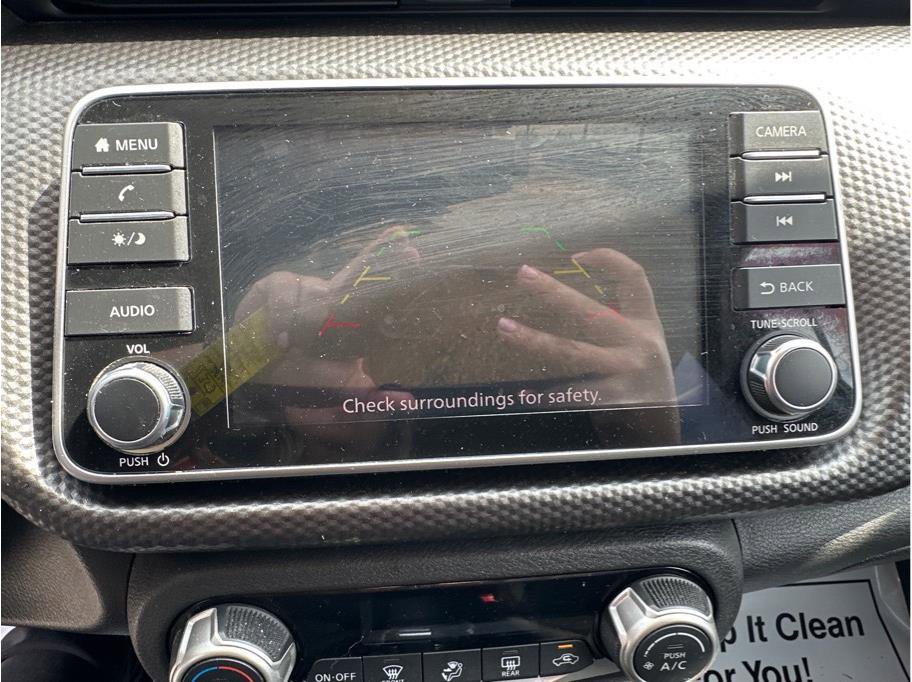 MENU
AUDIO
VOL
PUSH
CAMERA
BACK
TUNE·SCROLL
PUSH SOUND
Check surroundings for safety.
ON·OFF
FRONT
REAR
PUSH
A/C
It Clean
You!